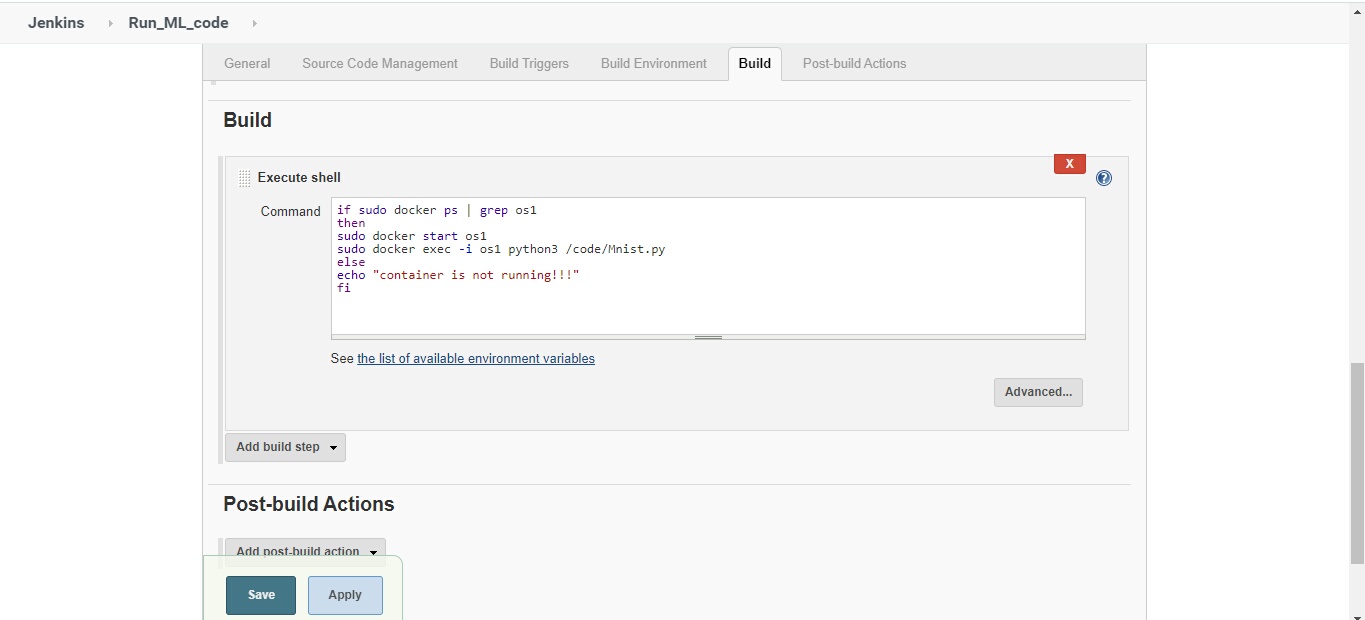 Jenkins Run_ML_code
General Source Code Management Build Triggers Build Environment Build Post-build Actions
Build
X
Execute shell ?
Command
if sudo docker ps | grep os1
then
sudo docker start os1
sudo docker exec -i os1 python3 /code/Mnist.py
else
echo "container is not running!!!"
fi
See the list of available environment variables
Advanced...
Add build step
Post-build Actions
Add post-build action
Save Apply